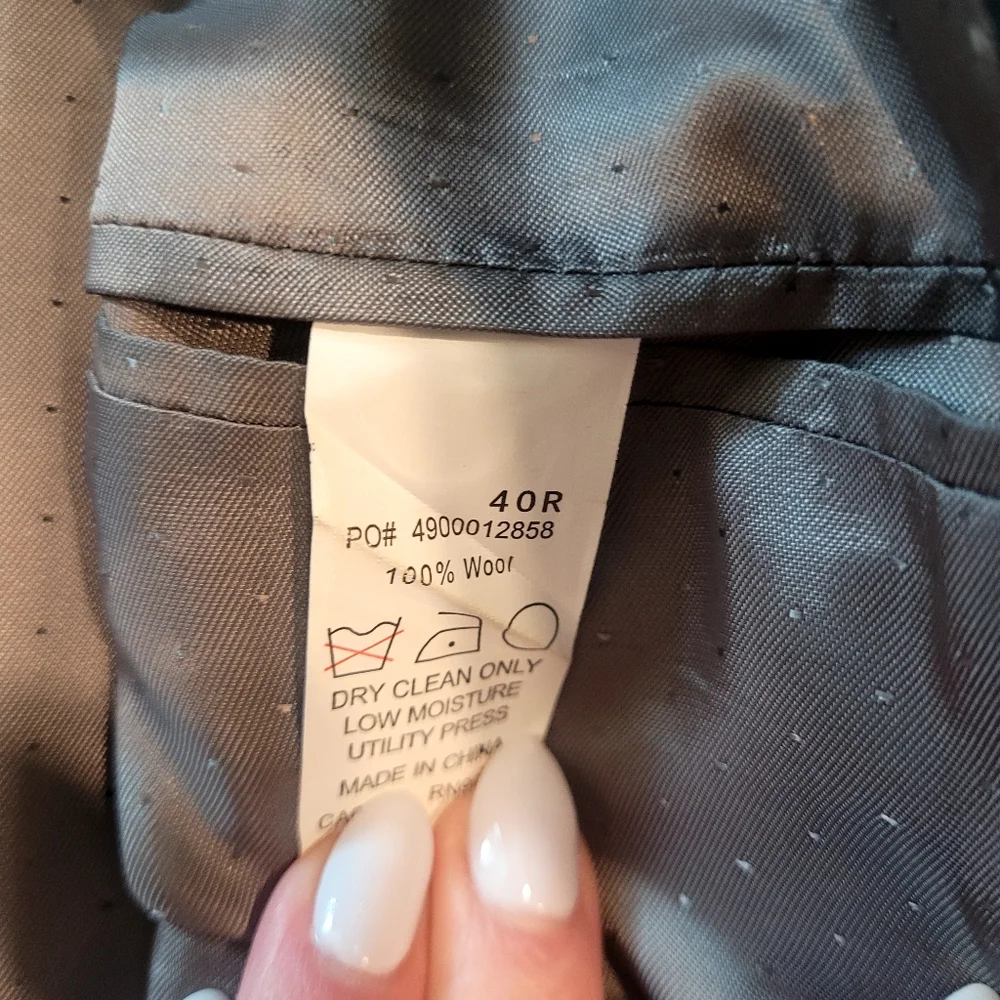 40R
PO# 4900012858
100% Wool
DRY CLEAN ONLY
LOW MOISTURE
UTILITY PRESS
MADE IN CHINA